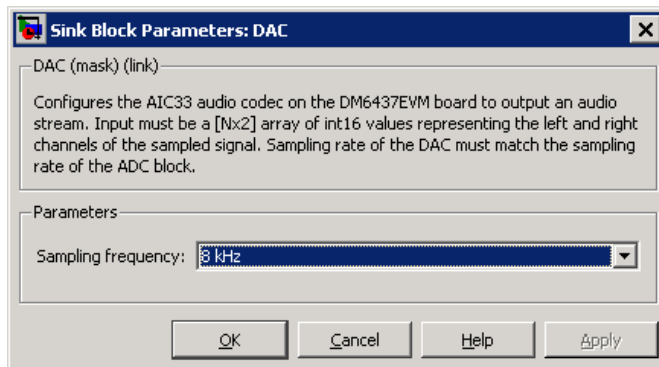 Sink Block Parameters: DAC
DAC (mask) (link)
Configures the AIC33 audio codec on the DM6437EVM board to output an audio
stream. Input must be a [Nx2] array of int16 values representing the left and right
channels of the sampled signal. Sampling rate of the DAC must match the sampling
rate of the ADC block.
Parameters
Sampling frequency: 8 kHz
OK Cancel Help Apply